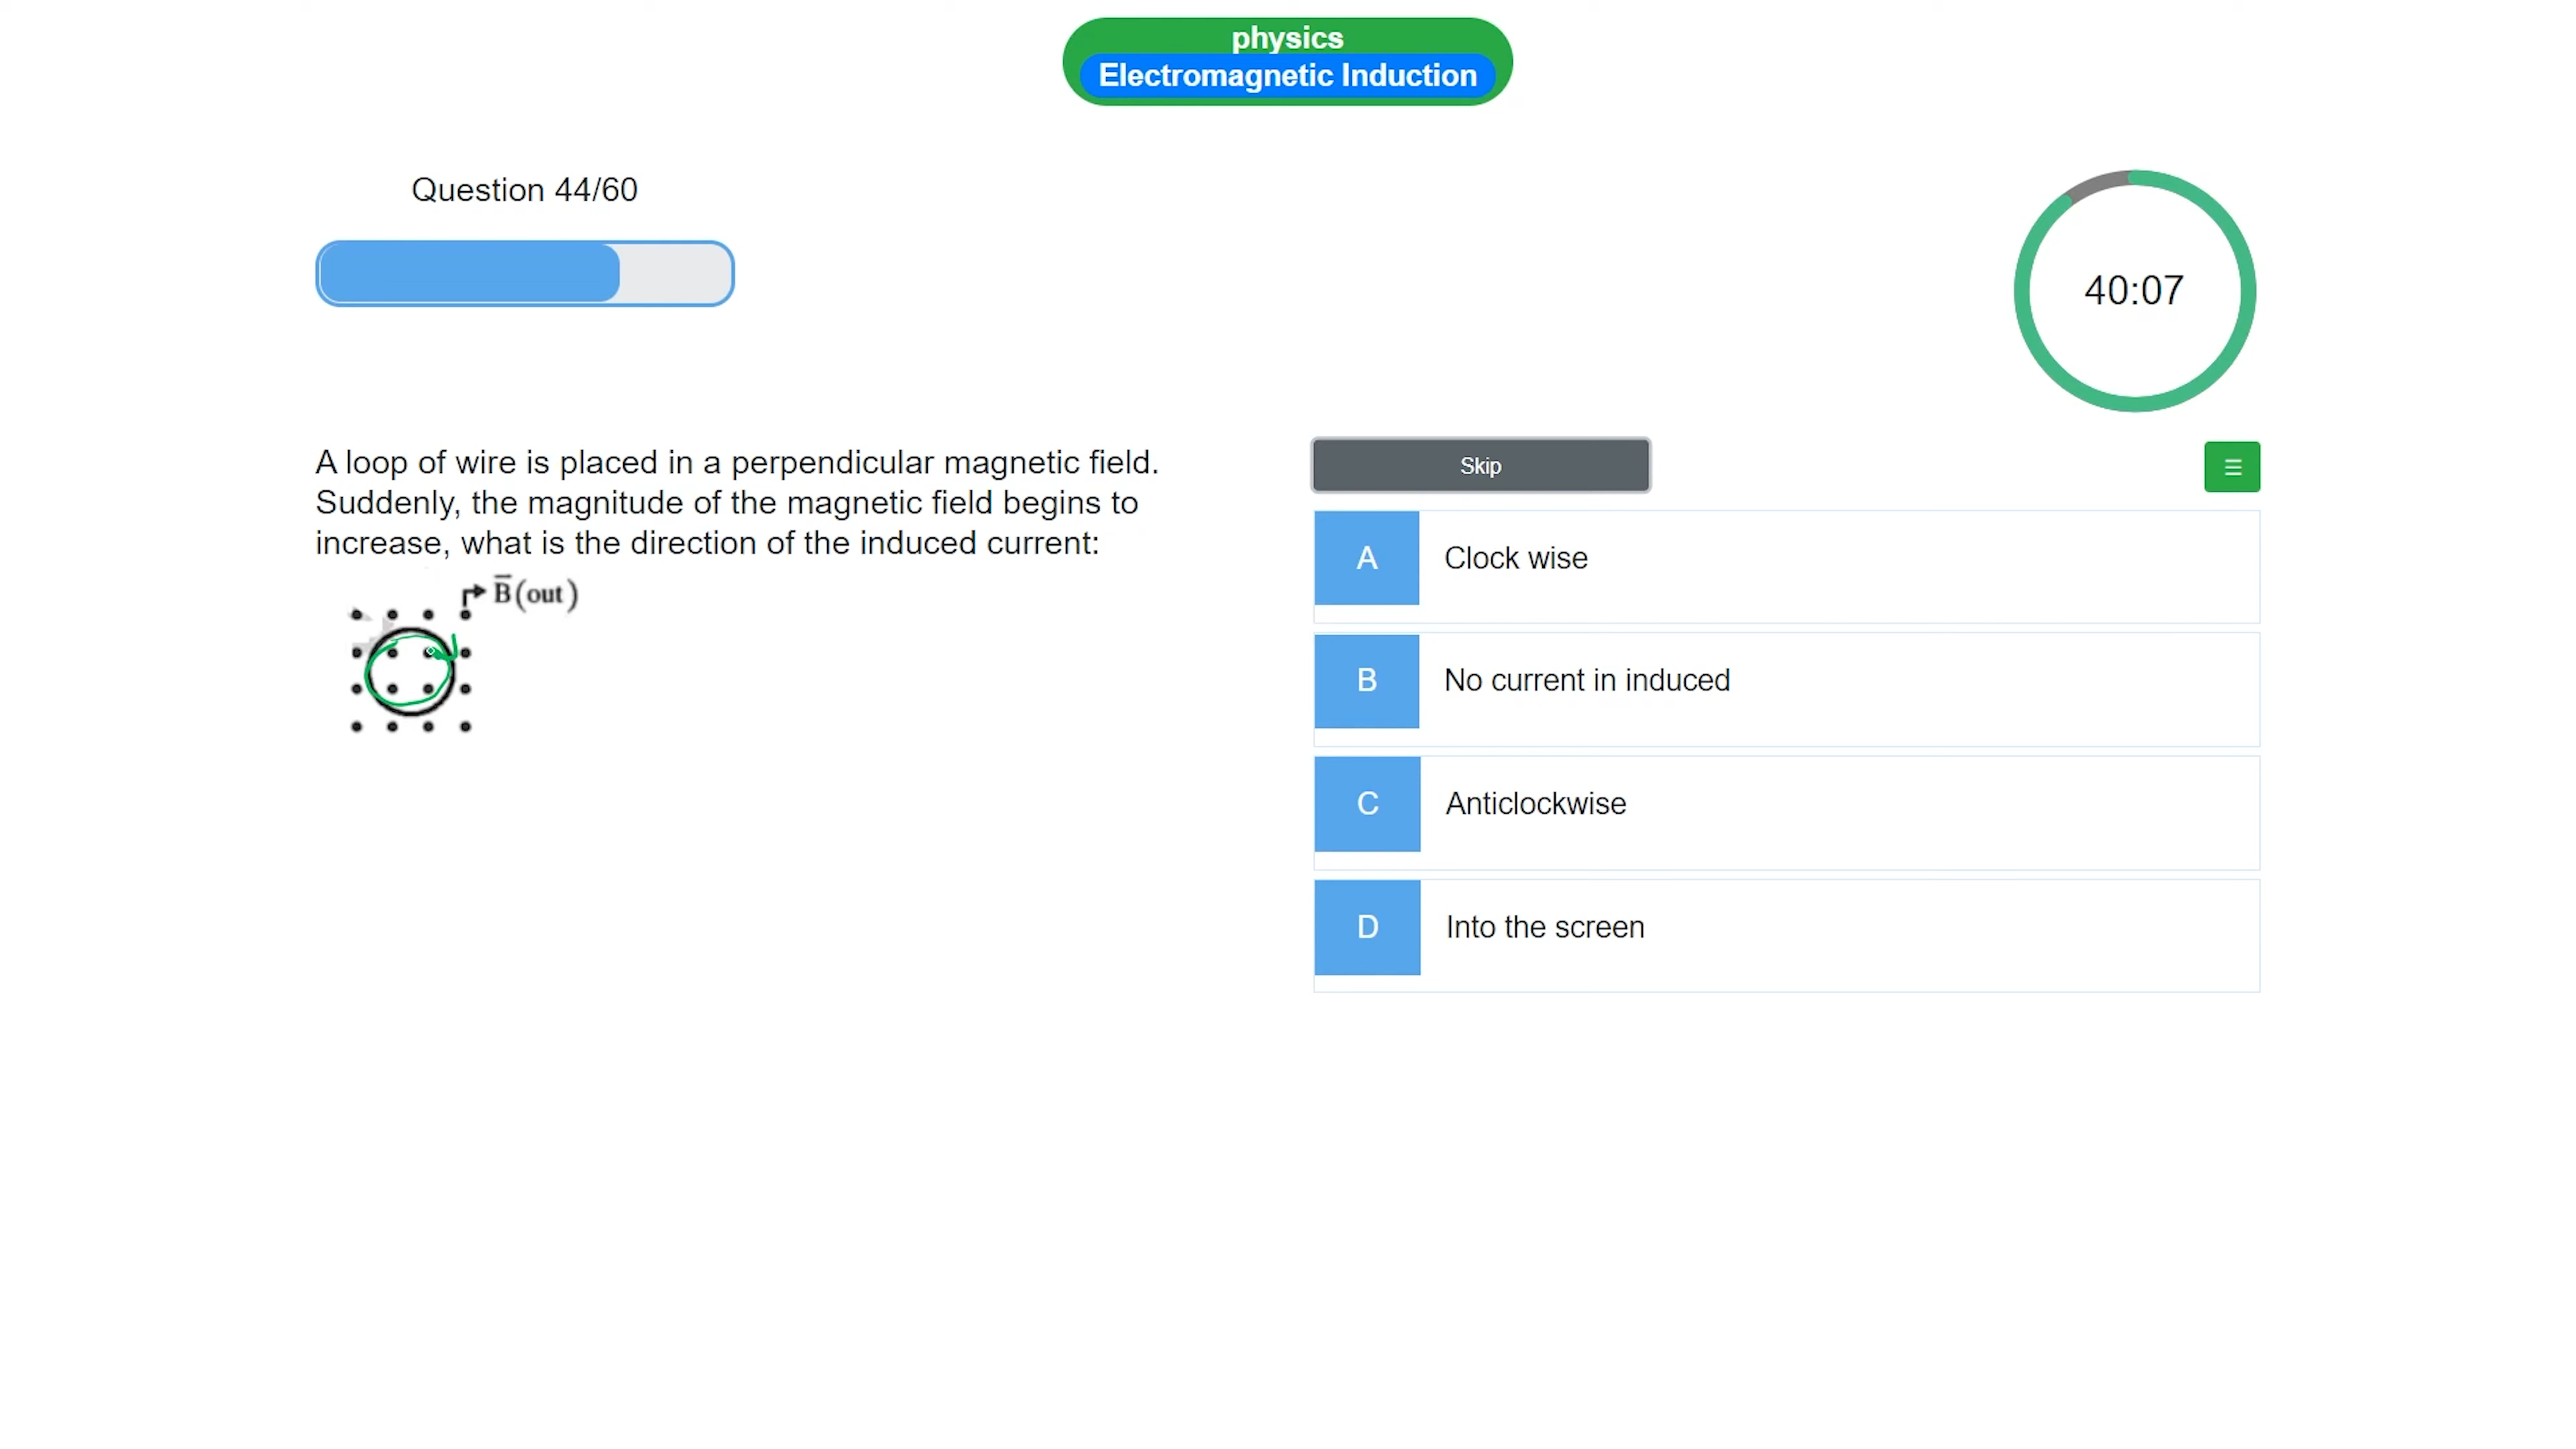 physics
Electromagnetic Induction
Question 44/60
40:07
A loop of wire is placed in a perpendicular magnetic field.
Suddenly, the magnitude of the magnetic field begins to
increase, what is the direction of the induced current:
B⃗(out)
Skip
☰
A Clock wise
B No current in induced
C Anticlockwise
D Into the screen